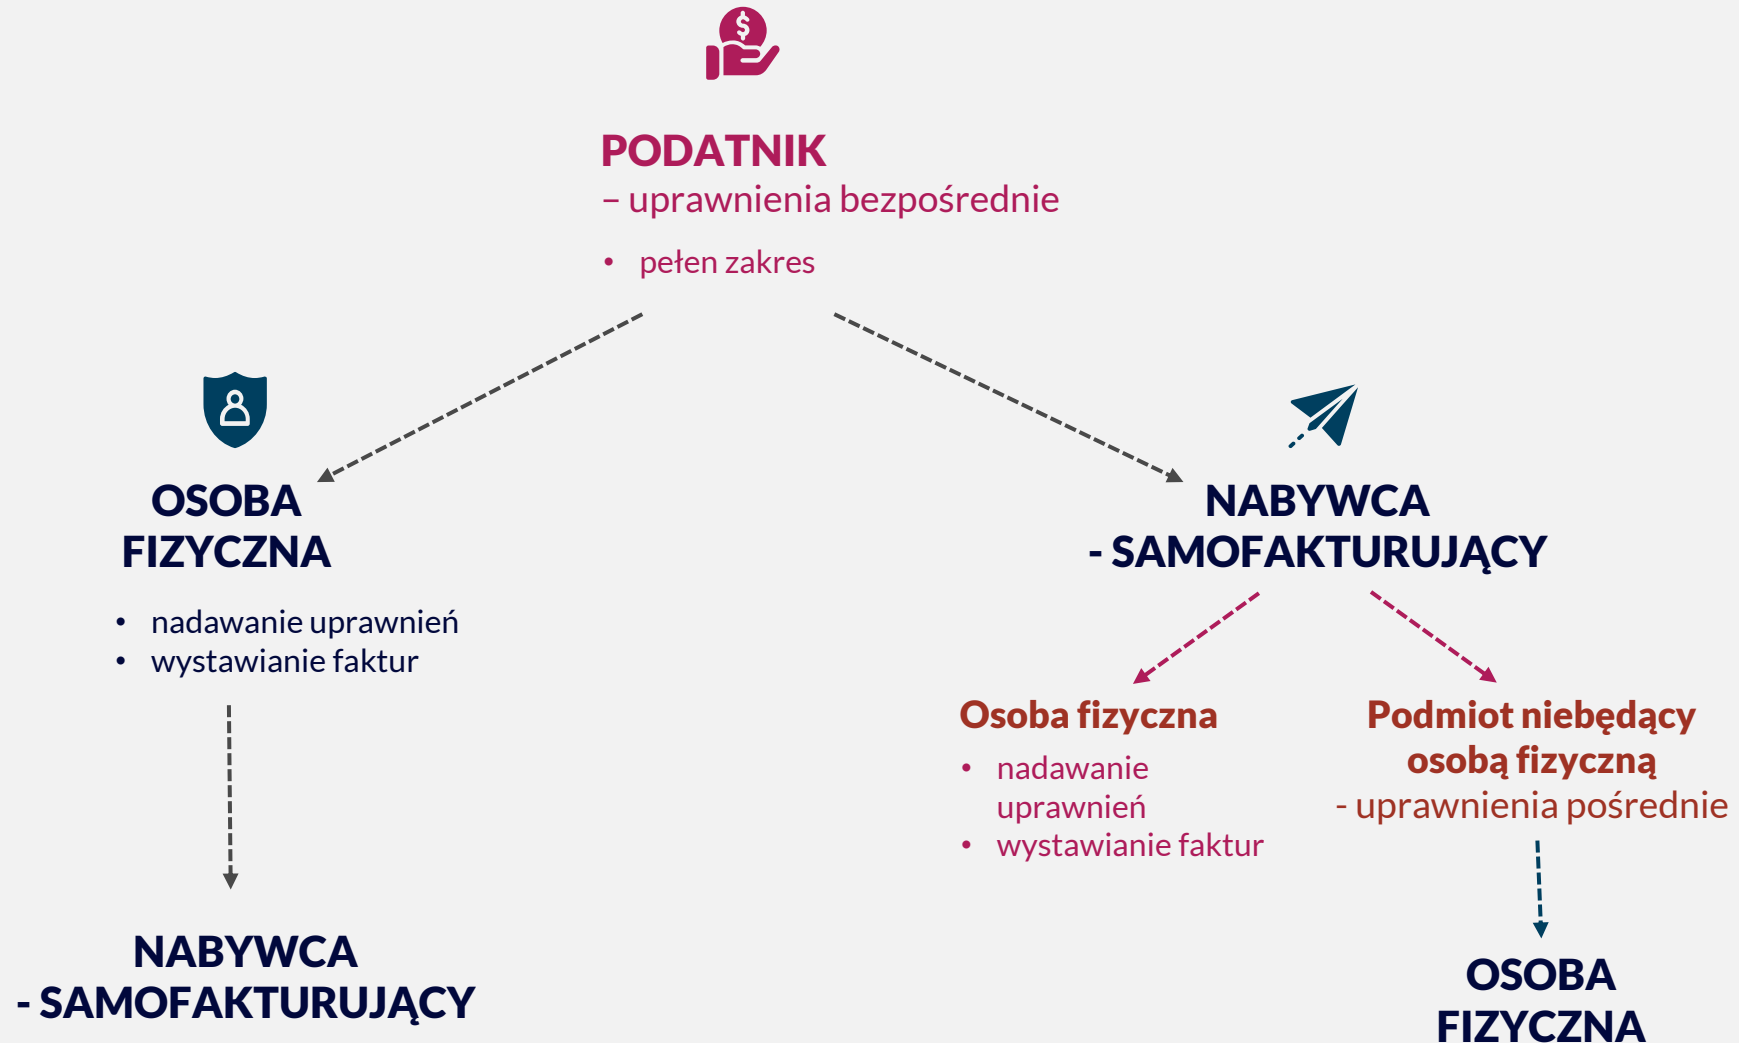 $
PODATNIK
– uprawnienia bezpośrednie
• pełen zakres
OSOBA
FIZYCZNA
• nadawanie uprawnień
• wystawianie faktur
NABYWCA
- SAMOFAKTURUJĄCY
NABYWCA
- SAMOFAKTURUJĄCY
Osoba fizyczna
• nadawanie
uprawnień
• wystawianie faktur
Podmiot niebędący
osobą fizyczną
- uprawnienia pośrednie
OSOBA
FIZYCZNA